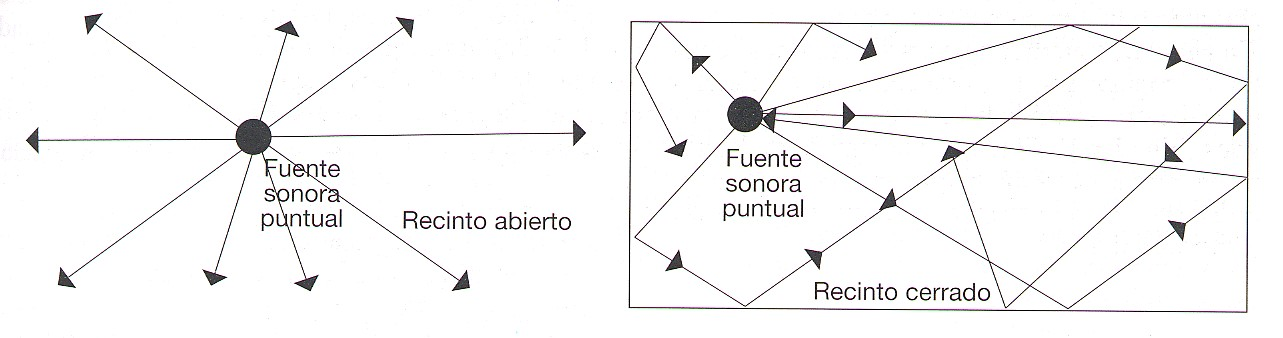 Fuente
sonora
puntual
Recinto abierto
Fuente
sonora
puntual
Recinto cerrado